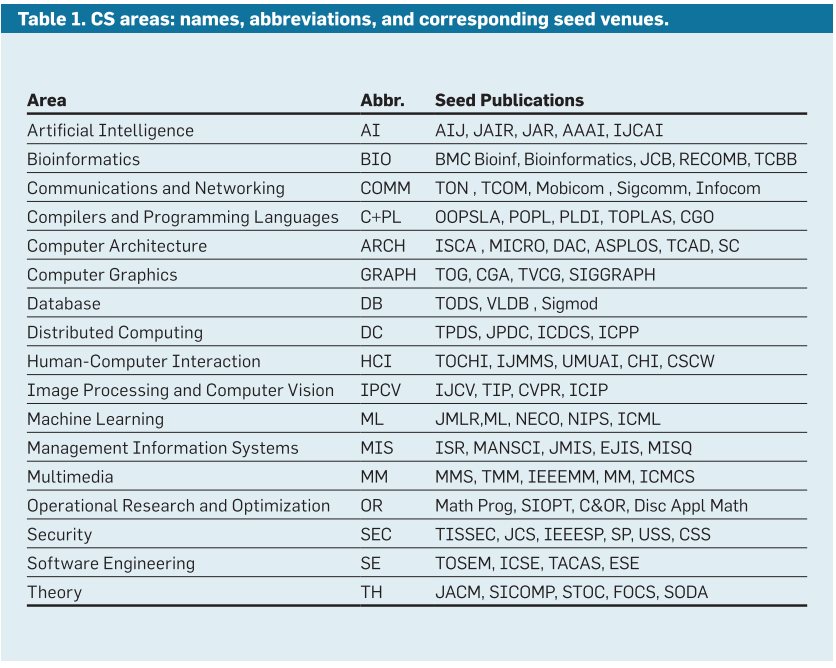 Table 1. CS areas: names, abbreviations, and corresponding seed venues.
Area Abbr. Seed Publications
Artificial Intelligence AI AIJ, JAIR, JAR, AAAI, IJCAI
Bioinformatics BIO BMC Bioinf, Bioinformatics, JCB, RECOMB, TCBB
Communications and Networking COMM TON , TCOM, Mobicom , Sigcomm, Infocom
Compilers and Programming Languages C+PL OOPSLA, POPL, PLDI, TOPLAS, CGO
Computer Architecture ARCH ISCA , MICRO, DAC, ASPLOS, TCAD, SC
Computer Graphics GRAPH TOG, CGA, TVCG, SIGGRAPH
Database DB TODS, VLDB , Sigmod
Distributed Computing DC TPDS, JPDC, ICDCS, ICPP
Human-Computer Interaction HCI TOCHI, IJMMS, UMUAI, CHI, CSCW
Image Processing and Computer Vision IPCV IJCV, TIP, CVPR, ICIP
Machine Learning ML JMLR,ML, NECO, NIPS, ICML
Management Information Systems MIS ISR, MANSCI, JMIS, EJIS, MISQ
Multimedia MM MMS, TMM, IEEEMM, MM, ICMCS
Operational Research and Optimization OR Math Prog, SIOPT, C&OR, Disc Appl Math
Security SEC TISSEC, JCS, IEEESP, SP, USS, CSS
Software Engineering SE TOSEM, ICSE, TACAS, ESE
Theory TH JACM, SICOMP, STOC, FOCS, SODA